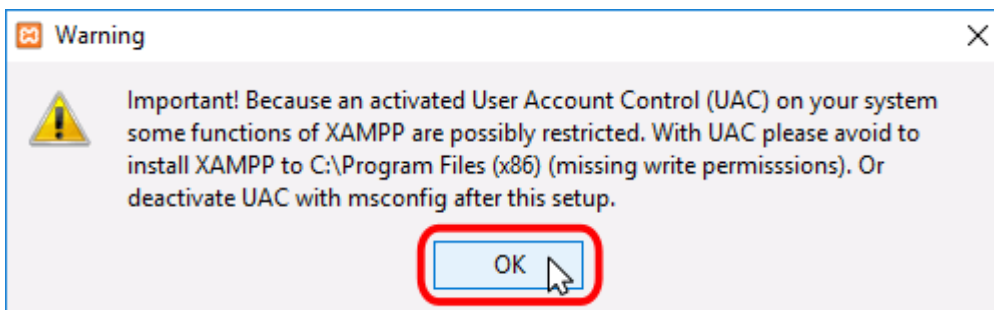 Warning
Important! Because an activated User Account Control (UAC) on your system
some functions of XAMPP are possibly restricted. With UAC please avoid to
install XAMPP to C:\Program Files (x86) (missing write permisssions). Or
deactivate UAC with msconfig after this setup.
OK